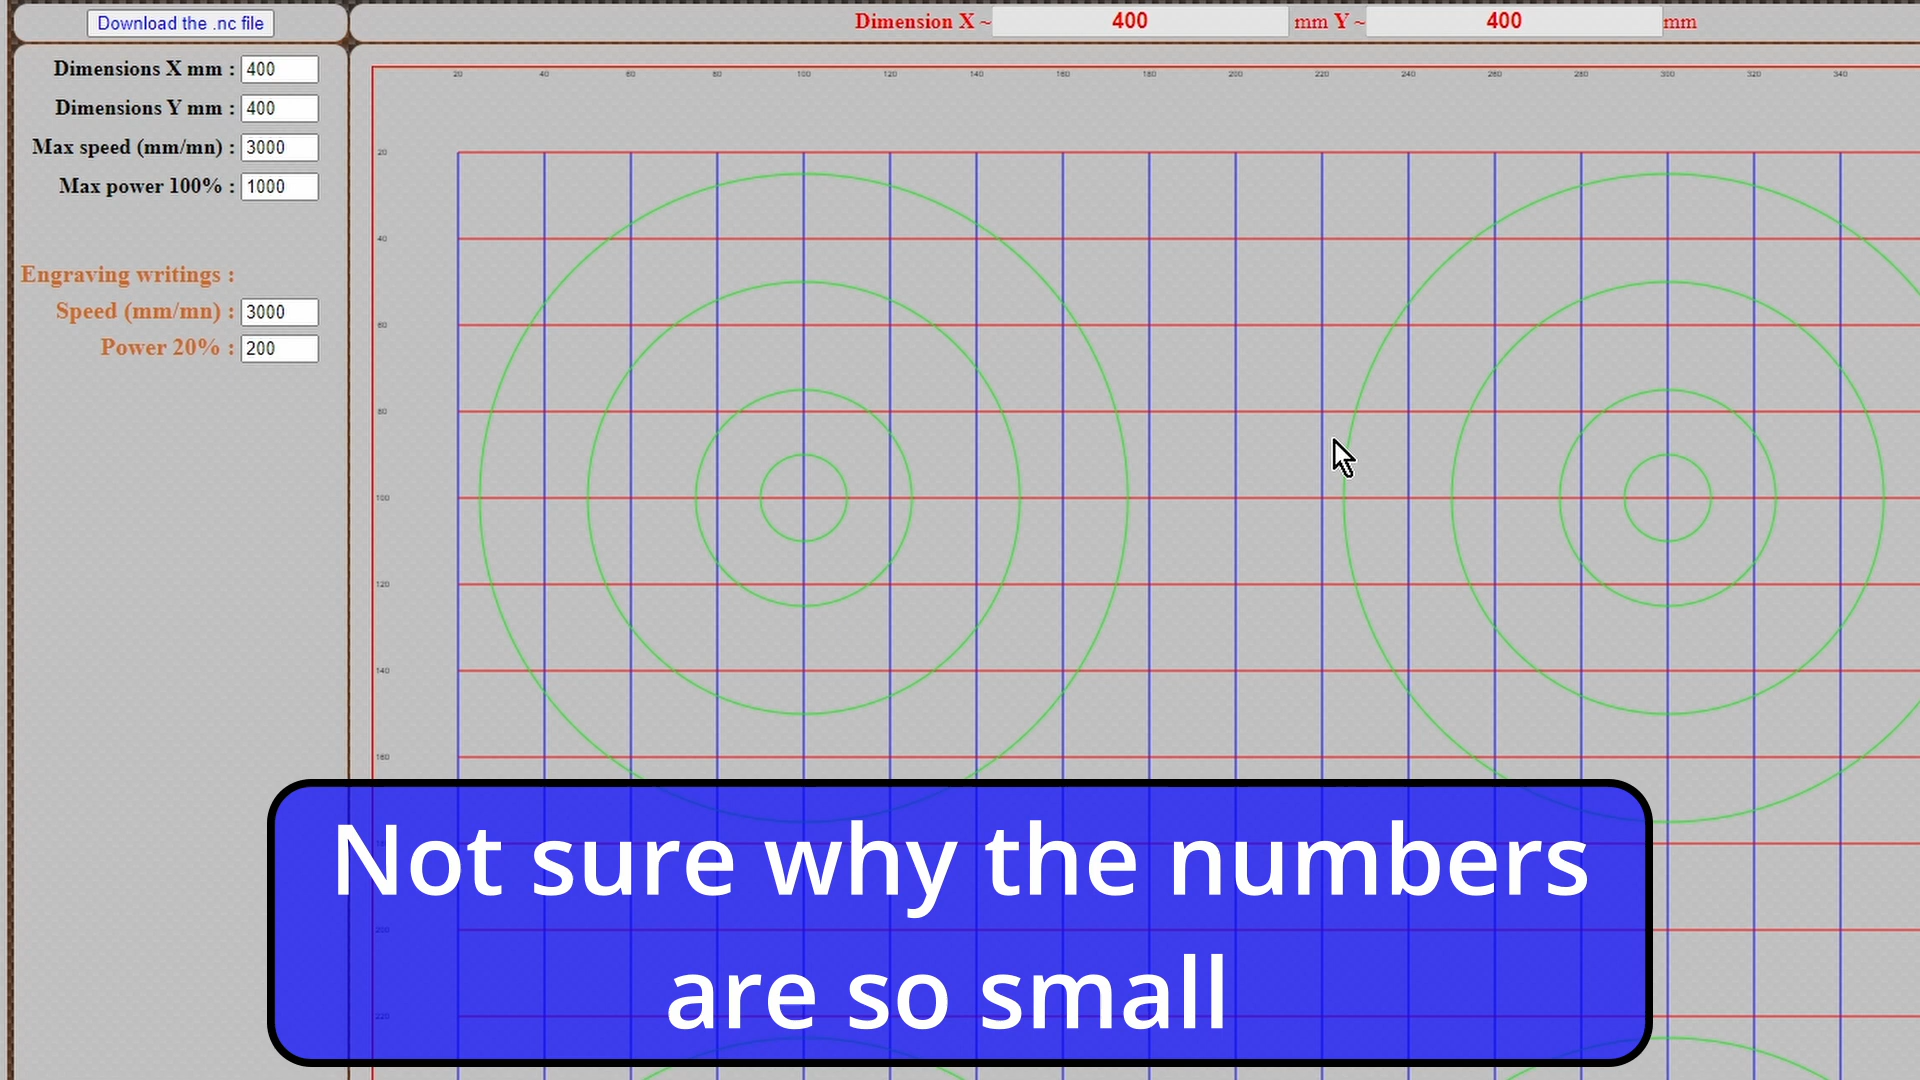 Download the .nc file
Dimension X ~ 400 mm Y ~ 400 mm
Dimensions X mm : 400
Dimensions Y mm : 400
Max speed (mm/mn) : 3000
Max power 100% : 1000
Engraving writings :
Speed (mm/mn) : 3000
Power 20% : 200
20 40 60 80 100 120 140 160 180 200 220 240 260 280 300 320 340
20
40
60
80
100
120
140
160
180
200
220
Not sure why the numbers
are so small